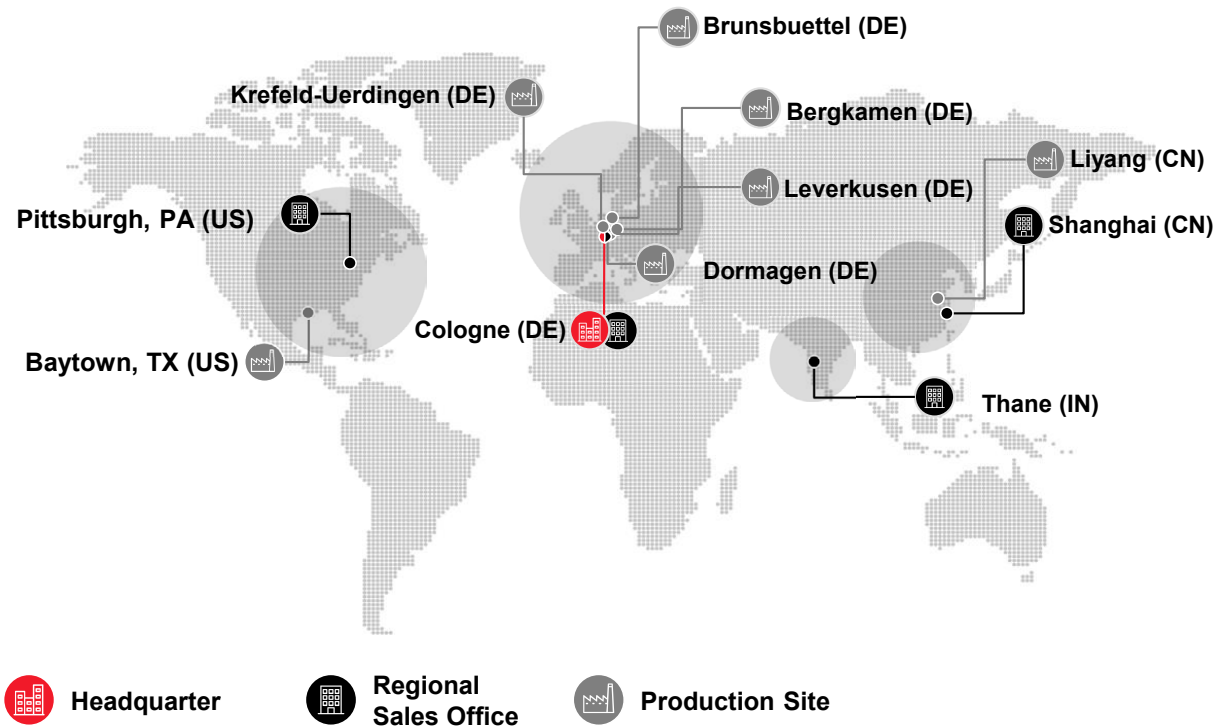 Brunsbuettel (DE)
Krefeld-Uerdingen (DE)
Bergkamen (DE)
Liyang (CN)
Leverkusen (DE)
Pittsburgh, PA (US)
Shanghai (CN)
Dormagen (DE)
Cologne (DE)
Baytown, TX (US)
Thane (IN)
Headquarter
Regional
Sales Office
Production Site